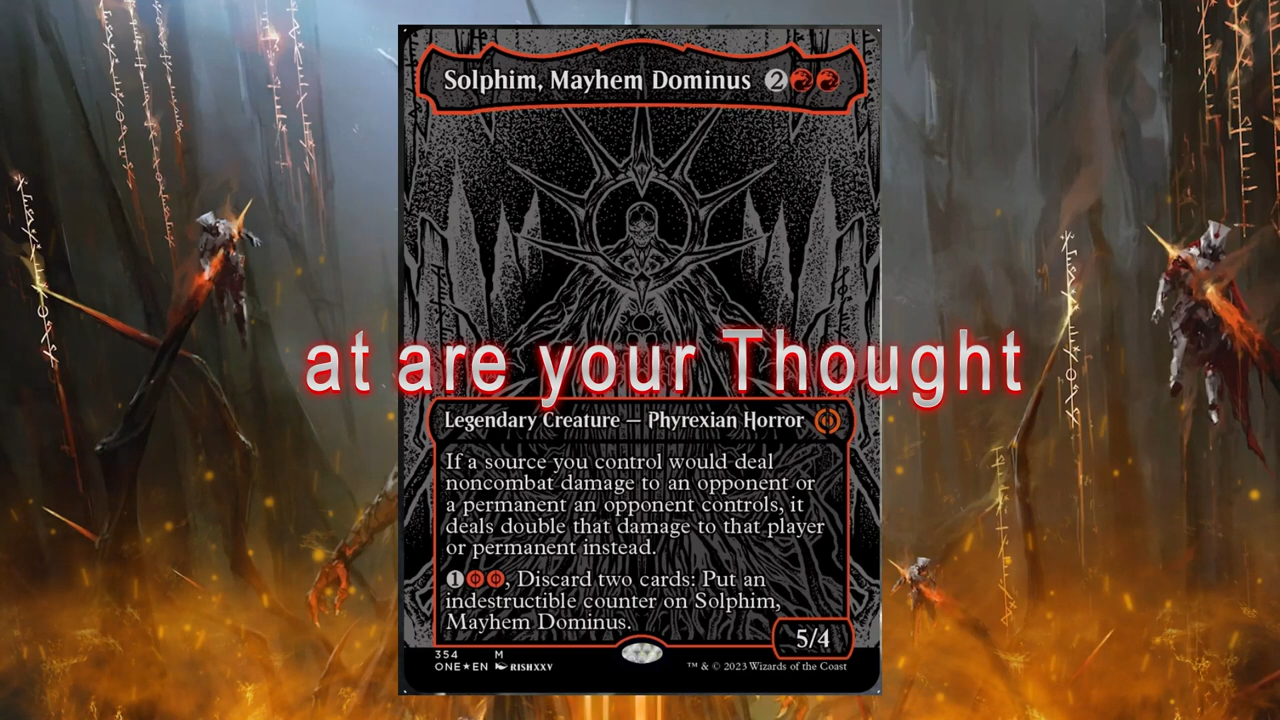 Solphim, Mayhem Dominus 2
at are your Thought
Legendary Creature — Phyrexian Horror
If a source you control would deal
noncombat damage to an opponent or
a permanent an opponent controls, it
deals double that damage to that player
or permanent instead.
1, Discard two cards: Put an
indestructible counter on Solphim,
Mayhem Dominus.
5/4
354 M
ONE★EN RISHXXY
™ & © 2023 Wizards of the Coast